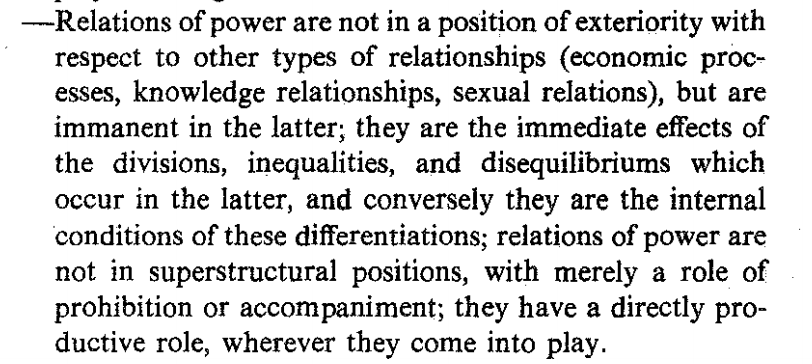 —Relations of power are not in a position of exteriority with
respect to other types of relationships (economic proc-
esses, knowledge relationships, sexual relations), but are
immanent in the latter; they are the immediate effects of
the divisions, inequalities, and disequilibriums which
occur in the latter, and conversely they are the internal
conditions of these differentiations; relations of power are
not in superstructural positions, with merely a role of
prohibition or accompaniment; they have a directly pro-
ductive role, wherever they come into play.